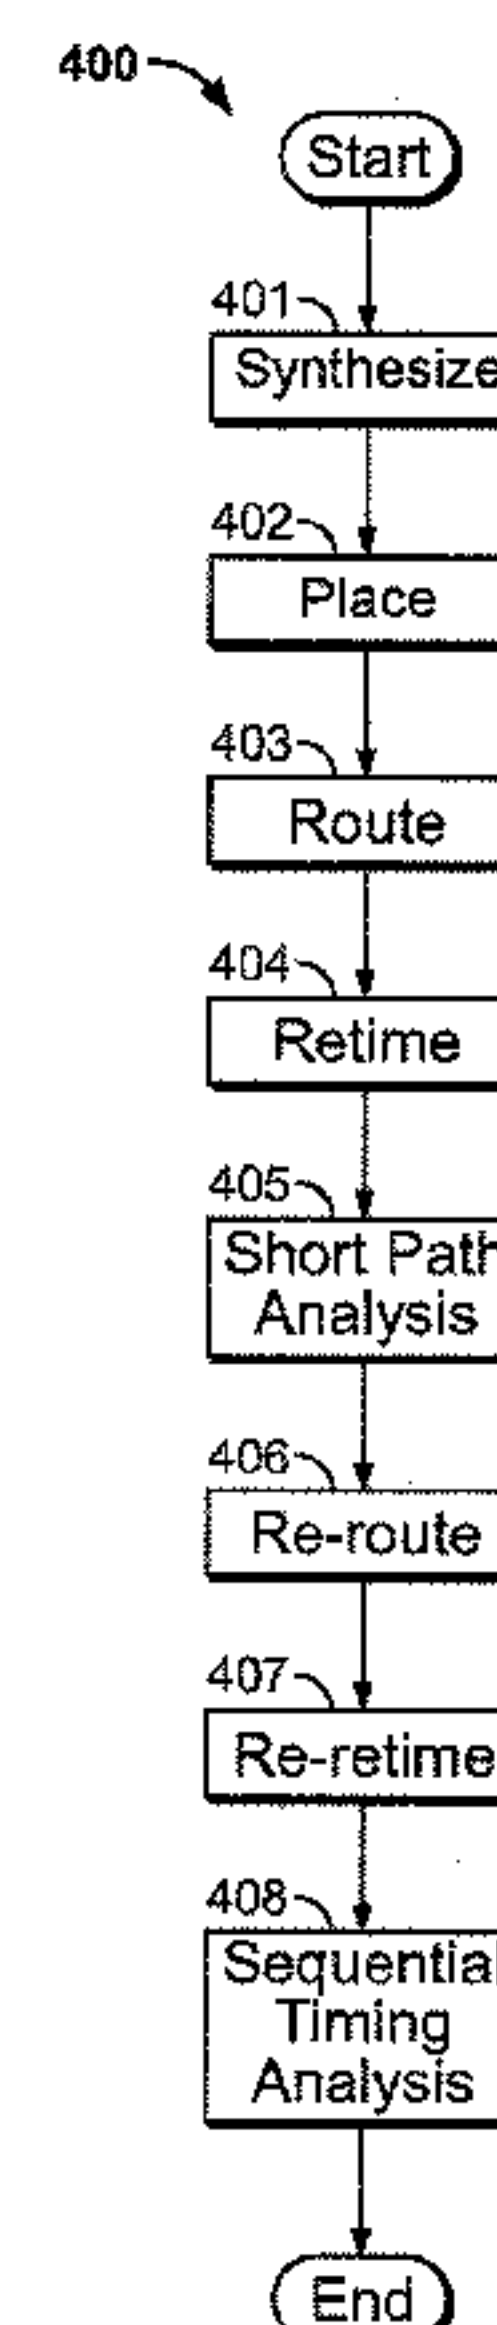 400
Start
401
Synthesize
402
Place
403
Route
404
Retime
405
Short Path
Analysis
406
Re-route
407
Re-retime
408
Sequential
Timing
Analysis
End